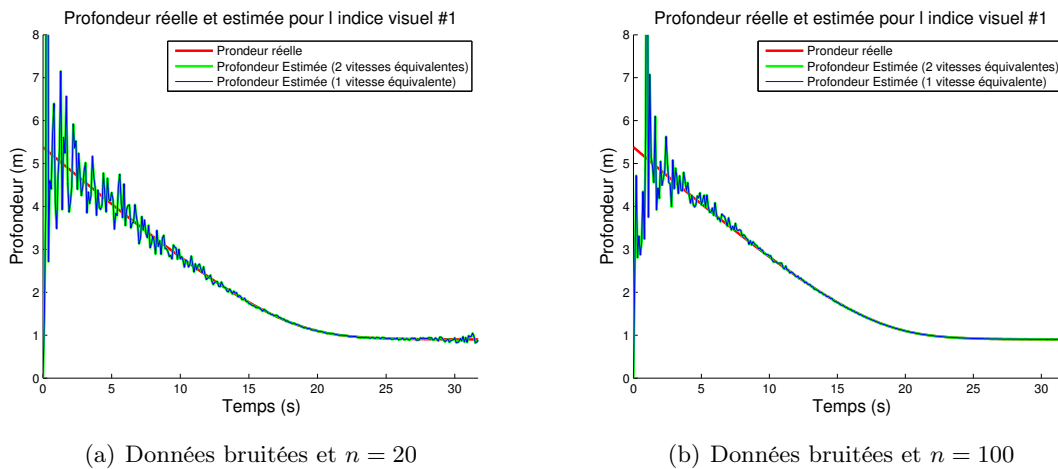 Profondeur réelle et estimée pour l indice visuel #1
8
7
6
5
4
3
2
1
0
Profondeur (m)
Prondeur réelle
Profondeur Estimée (2 vitesses équivalentes)
Profondeur Estimée (1 vitesse équivalente)
0 5 10 15 20 25 30
Temps (s)
(a) Données bruitées et n = 20
Profondeur réelle et estimée pour l indice visuel #1
8
7
6
5
4
3
2
1
0
Profondeur (m)
Prondeur réelle
Profondeur Estimée (2 vitesses équivalentes)
Profondeur Estimée (1 vitesse équivalente)
0 5 10 15 20 25 30
Temps (s)
(b) Données bruitées et n = 100